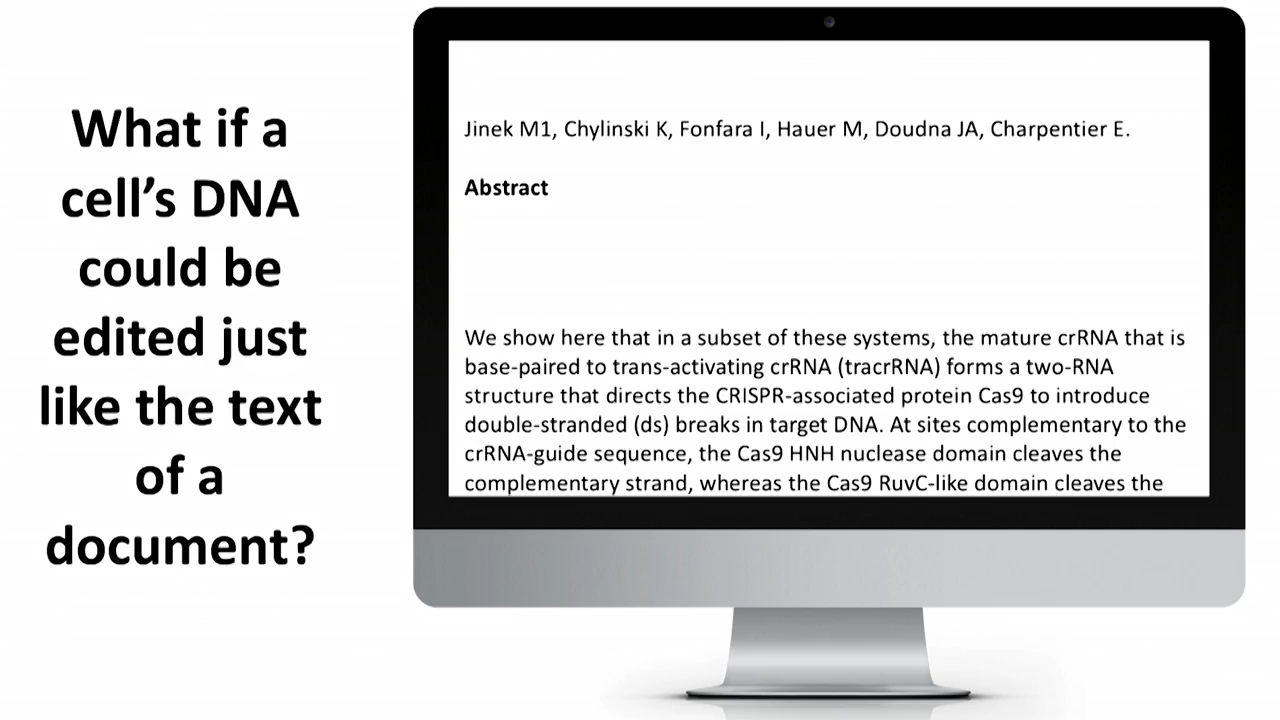 What if a
cell’s DNA
could be
edited just
like the text
of a
document?
Jinek M1, Chylinski K, Fonfara I, Hauer M, Doudna JA, Charpentier E.
Abstract
We show here that in a subset of these systems, the mature crRNA that is
base-paired to trans-activating crRNA (tracrRNA) forms a two-RNA
structure that directs the CRISPR-associated protein Cas9 to introduce
double-stranded (ds) breaks in target DNA. At sites complementary to the
crRNA-guide sequence, the Cas9 HNH nuclease domain cleaves the
complementary strand, whereas the Cas9 RuvC-like domain cleaves the